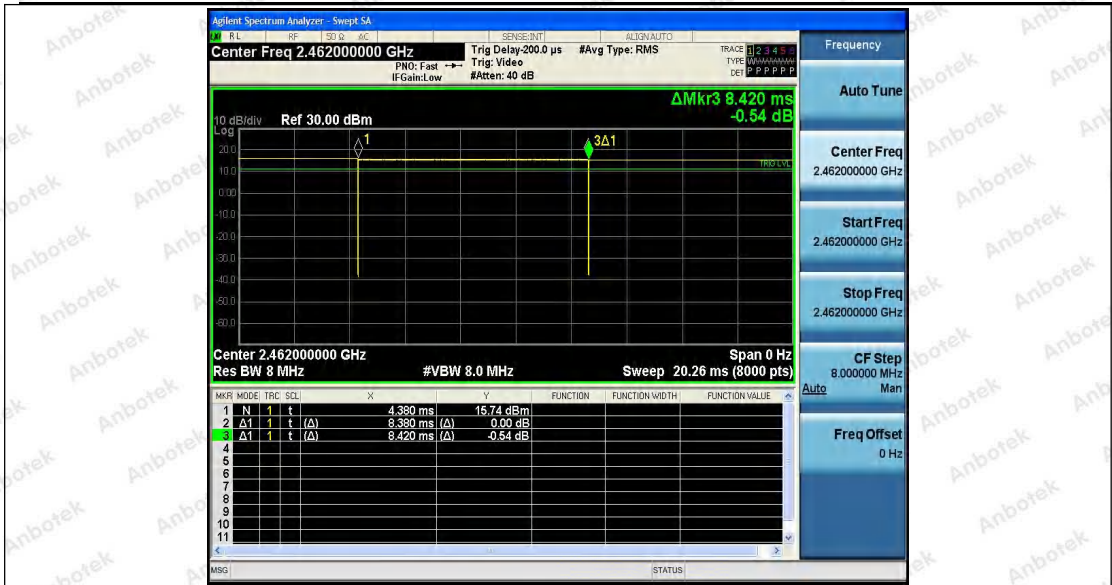 Agilent Spectrum Analyzer - Swept SA
RL RF 50 Ω AC SENSE:INT ALIGNAUTO
Center Freq 2.462000000 GHz
PNO: Fast
IFGain:Low
Trig Delay-200.0 µs
Trig: Video
#Atten: 40 dB
#Avg Type: RMS
TRACE 1 2 3 4 5 6
TYPE
DET P P P P P P
ΔMkr3 8.420 ms
-0.54 dB
10 dB/div Ref 30.00 dBm
Log
20.0
10.0
0.00
-10.0
-20.0
-30.0
-40.0
-50.0
-60.0
1
3Δ1
TRIG LVL
Center 2.462000000 GHz Span 0 Hz
Res BW 8 MHz #VBW 8.0 MHz Sweep 20.26 ms (8000 pts)
MKR MODE TRC SCL X Y FUNCTION FUNCTION WIDTH FUNCTION VALUE
1 N 1 t 4.380 ms 15.74 dBm
2 Δ1 1 t (Δ) 8.380 ms (Δ) 0.00 dB
3 Δ1 1 t (Δ) 8.420 ms (Δ) -0.54 dB
4
5
6
7
8
9
10
11
MSG STATUS
Frequency
Auto Tune
Center Freq
2.462000000 GHz
Start Freq
2.462000000 GHz
Stop Freq
2.462000000 GHz
CF Step
8.000000 MHz
Auto Man
Freq Offset
0 Hz
Anbotek